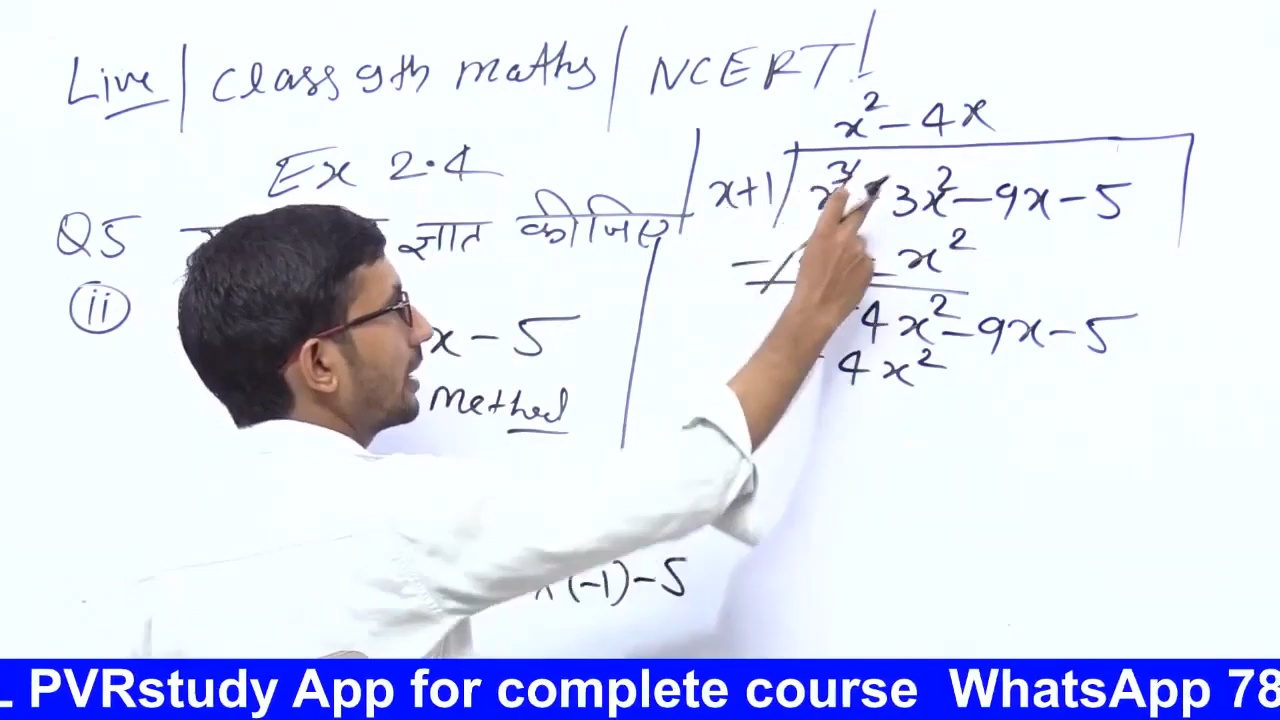 Live | Class 9th maths | NCERT!
Ex 2.4
Q5 ज्ञात कीजिए
ii
x - 5
Method
(-1) - 5
x² - 4x
x+1 x³ 3x² - 9x - 5
- x²
- 4x² - 9x - 5
- 4x²
PVRstudy App for complete course WhatsApp 78